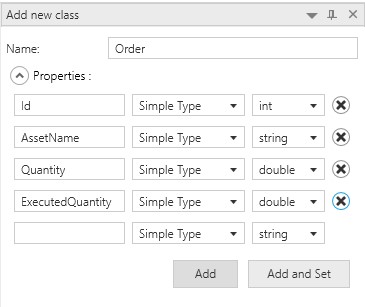 Add new class
Name: Order
Properties :
Id Simple Type int
AssetName Simple Type string
Quantity Simple Type double
ExecutedQuantity Simple Type double
Simple Type string
Add Add and Set